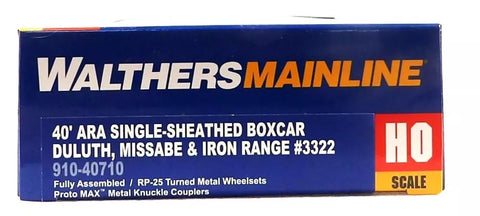 WALTHERSMAINLINE
40' ARA SINGLE-SHEATHED BOXCAR
DULUTH, MISSABE & IRON RANGE #3322
910-40710
Fully Assembled / RP-25 Turned Metal Wheelsets
Proto MAX™ Metal Knuckle Couplers
HO
SCALE